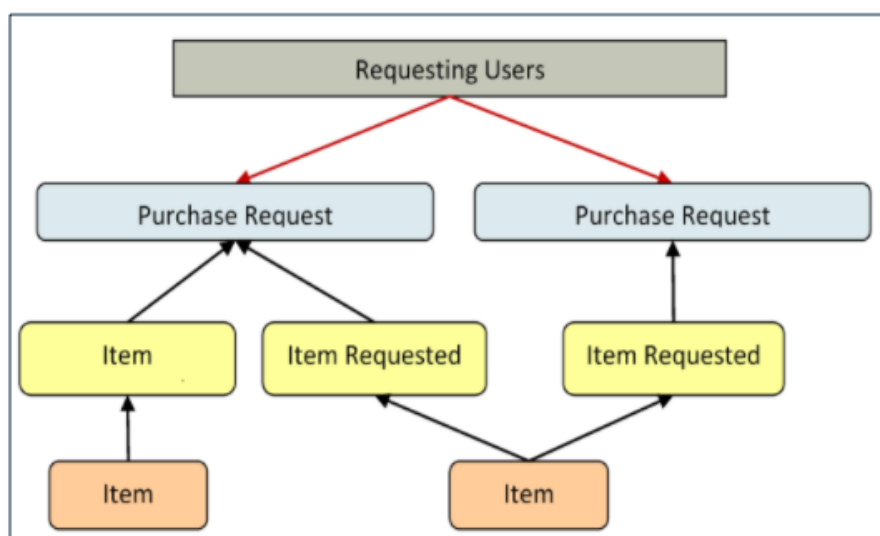 Requesting Users
Purchase Request
Purchase Request
Item
Item Requested
Item Requested
Item
Item